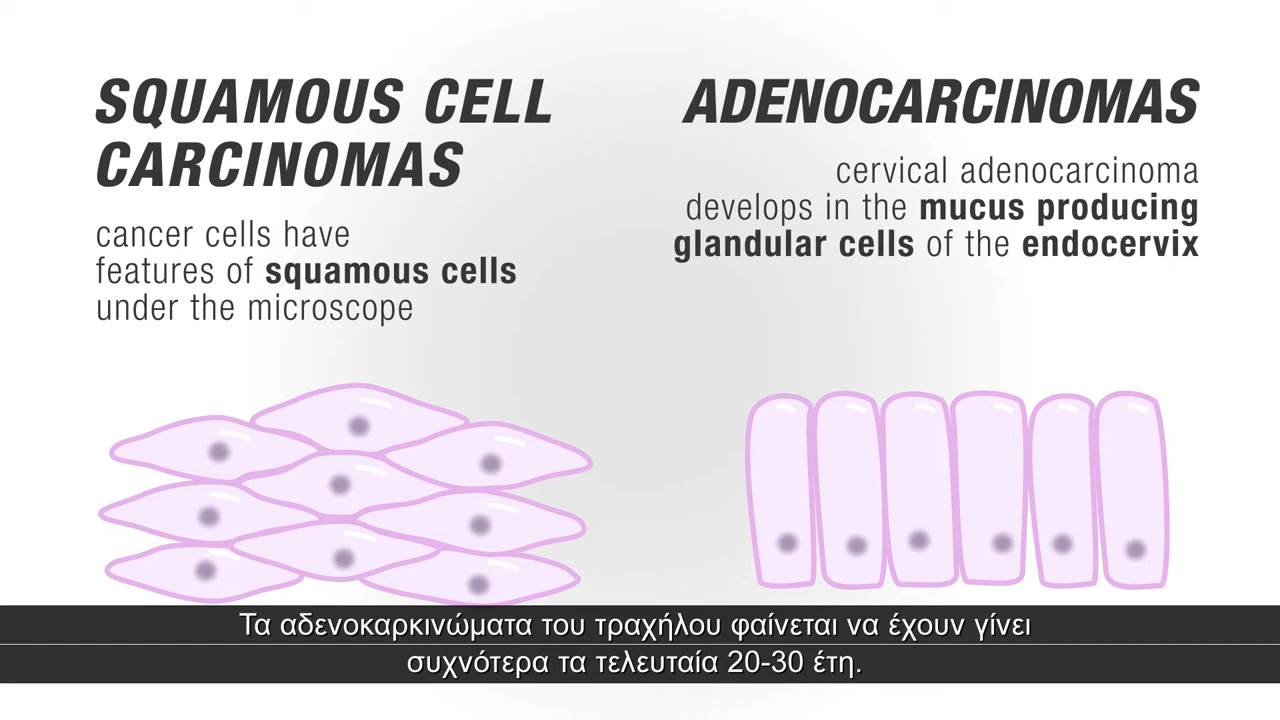 SQUAMOUS CELL
CARCINOMAS
cancer cells have
features of squamous cells
under the microscope
ADENOCARCINOMAS
cervical adenocarcinoma
develops in the mucus producing
glandular cells of the endocervix
Τα αδενοκαρκινώματα του τραχήλου φαίνεται να έχουν γίνει
συχνότερα τα τελευταία 20-30 έτη.